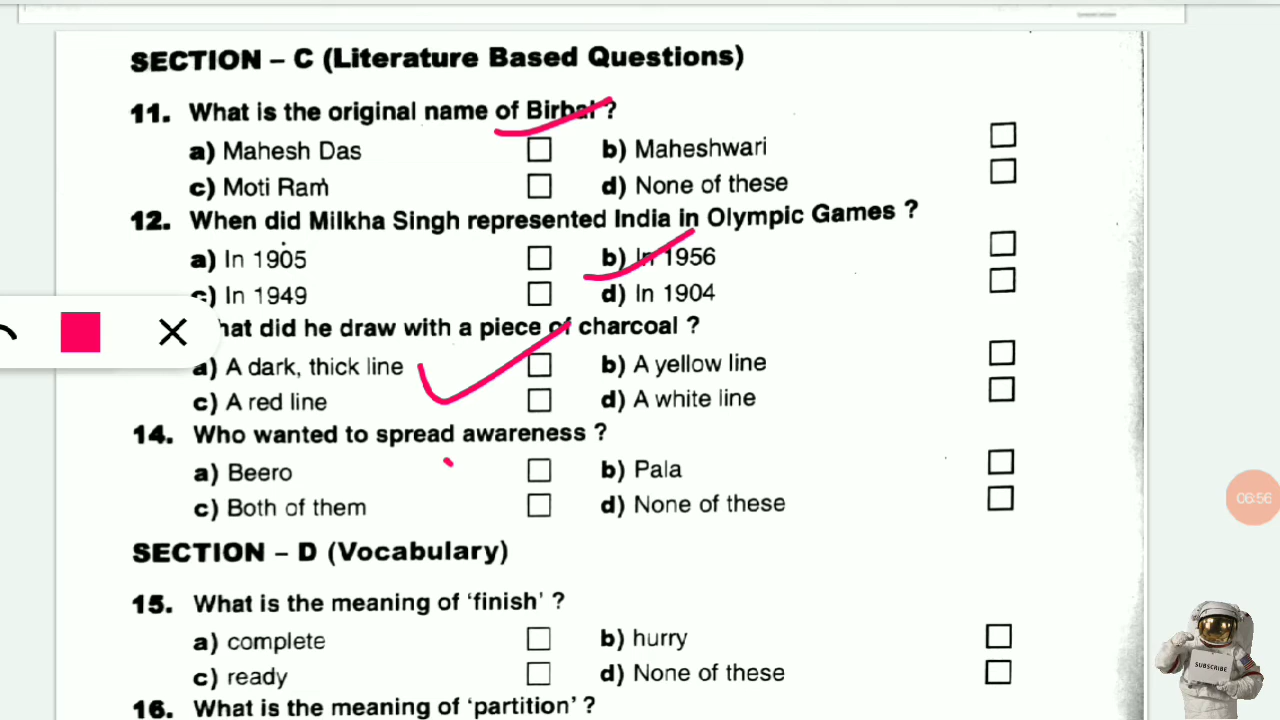 SECTION – C (Literature Based Questions)
11. What is the original name of Birbal ?
a) Mahesh Das b) Maheshwari
c) Moti Ram d) None of these
12. When did Milkha Singh represented India in Olympic Games ?
a) In 1905 b) In 1956
c) In 1949 d) In 1904
hat did he draw with a piece of charcoal ?
a) A dark, thick line b) A yellow line
c) A red line d) A white line
14. Who wanted to spread awareness ?
a) Beero b) Pala
c) Both of them d) None of these
SECTION – D (Vocabulary)
15. What is the meaning of ‘finish’ ?
a) complete b) hurry
c) ready d) None of these
16. What is the meaning of ‘partition’ ?
06:56
SUBSCRIBE